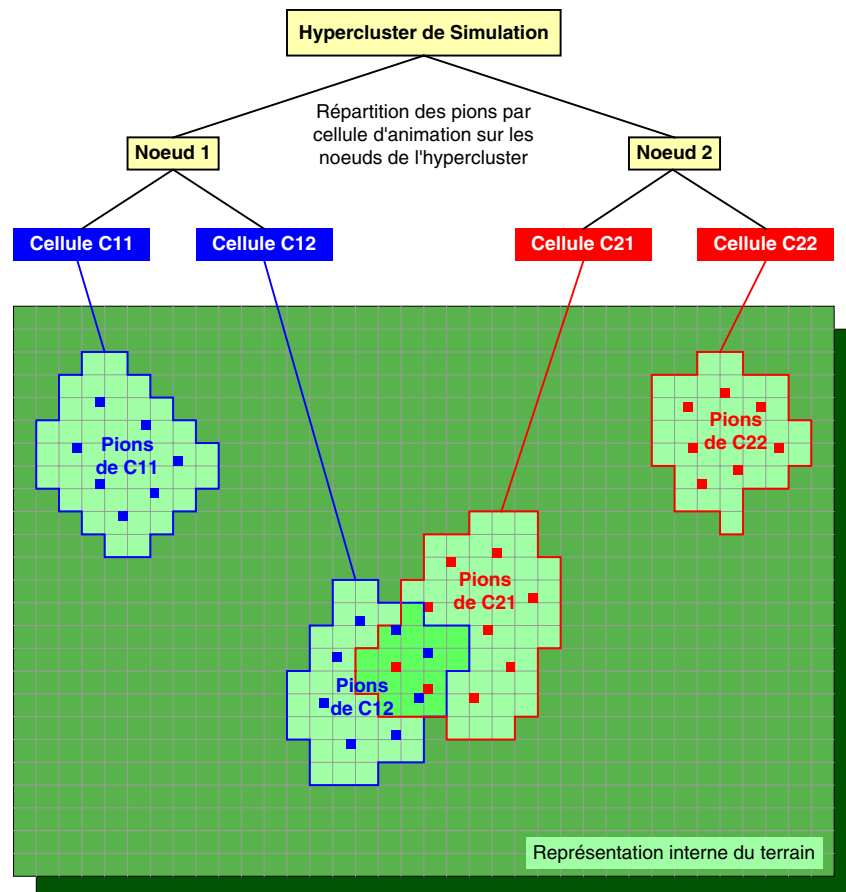 Hypercluster de Simulation
Répartition des pions par
cellule d'animation sur les
noeuds de l'hypercluster
Noeud 1
Noeud 2
Cellule C11
Cellule C12
Cellule C21
Cellule C22
Pions
de C11
Pions
de C22
Pions
de C21
Pions
de C12
Représentation interne du terrain